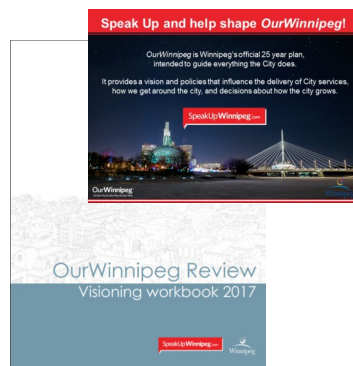 Speak Up and help shape OurWinnipeg!
OurWinnipeg is Winnipeg's official 25 year plan,
intended to guide everything the City does.
It provides a vision and policies that influence the delivery of City services,
how we get around the city, and decisions about how the city grows.
SpeakUpWinnipeg.com
OurWinnipeg
OurWinnipeg Review
Visioning workbook 2017
SpeakUpWinnipeg.com
Winnipeg